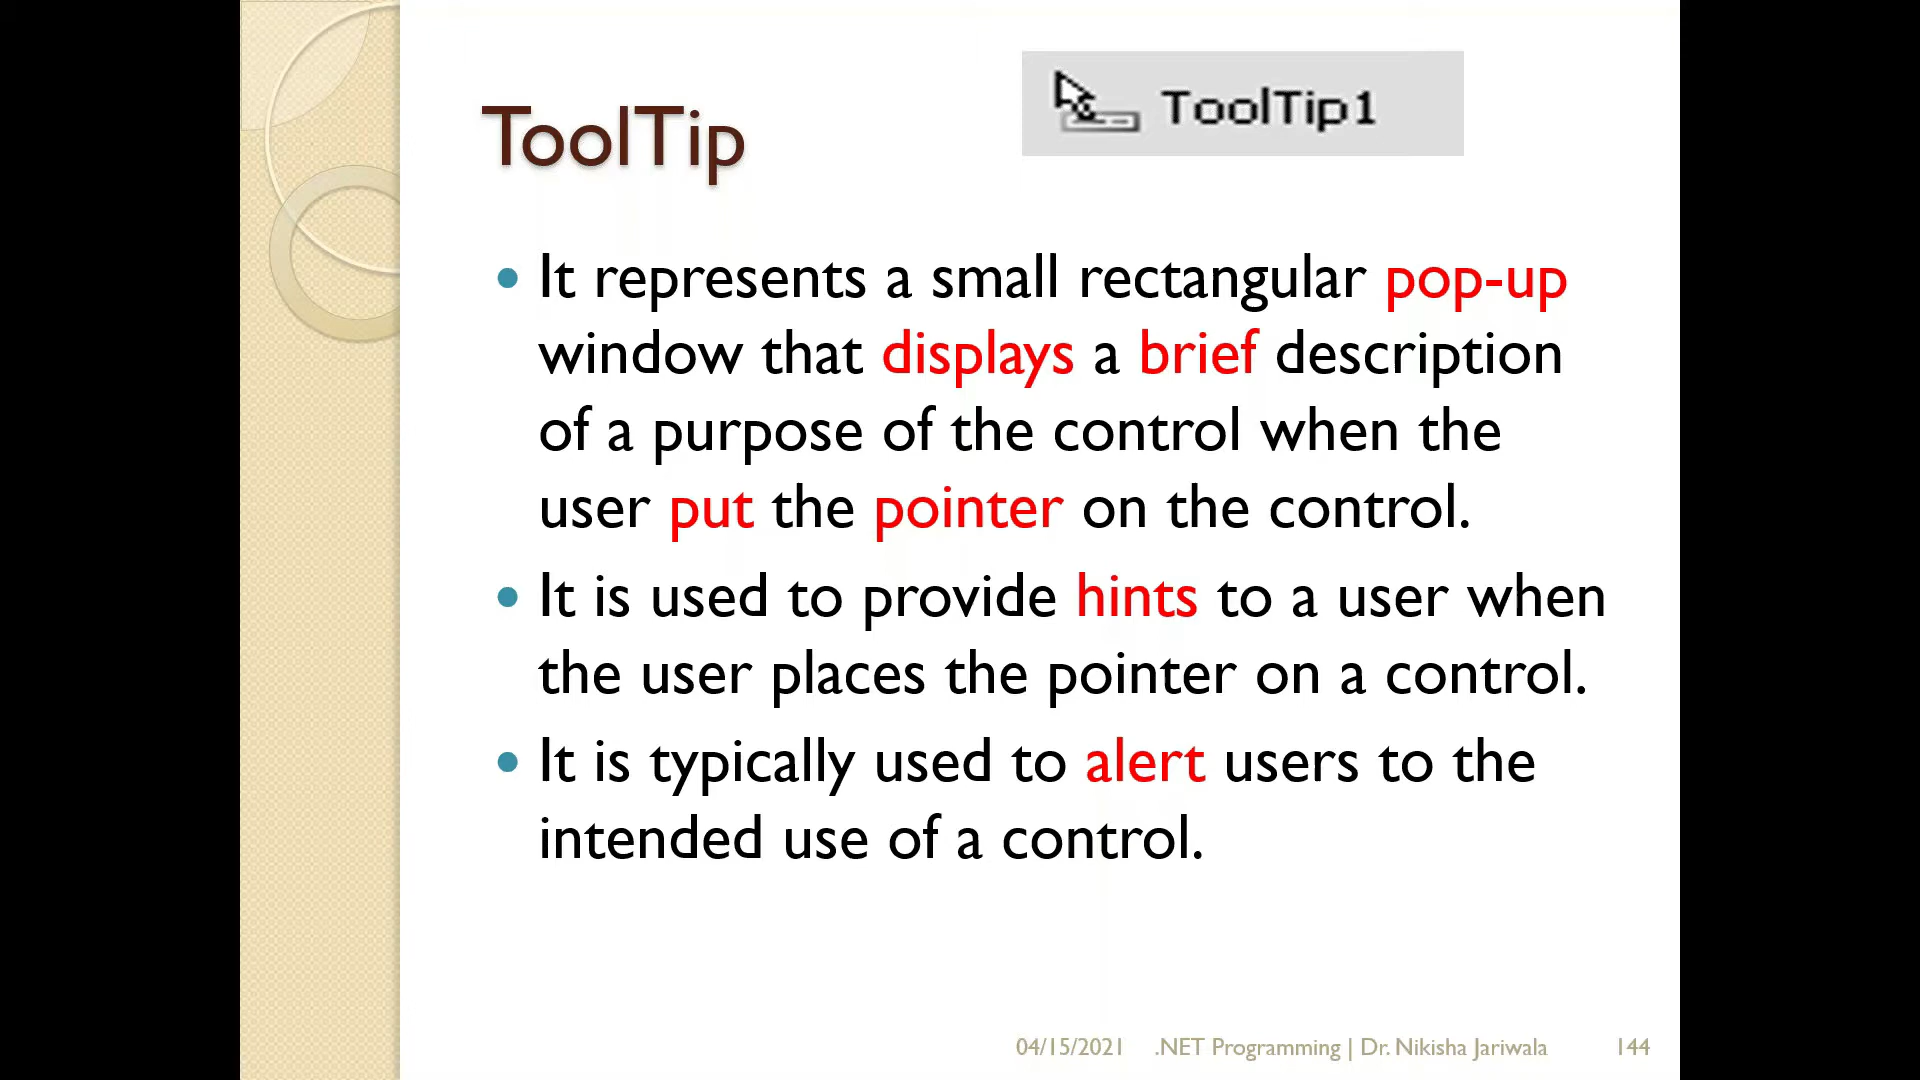 ToolTip
ToolTip1
• It represents a small rectangular pop-up
window that displays a brief description
of a purpose of the control when the
user put the pointer on the control.
• It is used to provide hints to a user when
the user places the pointer on a control.
• It is typically used to alert users to the
intended use of a control.
04/15/2021 .NET Programming | Dr. Nikisha Jariwala 144